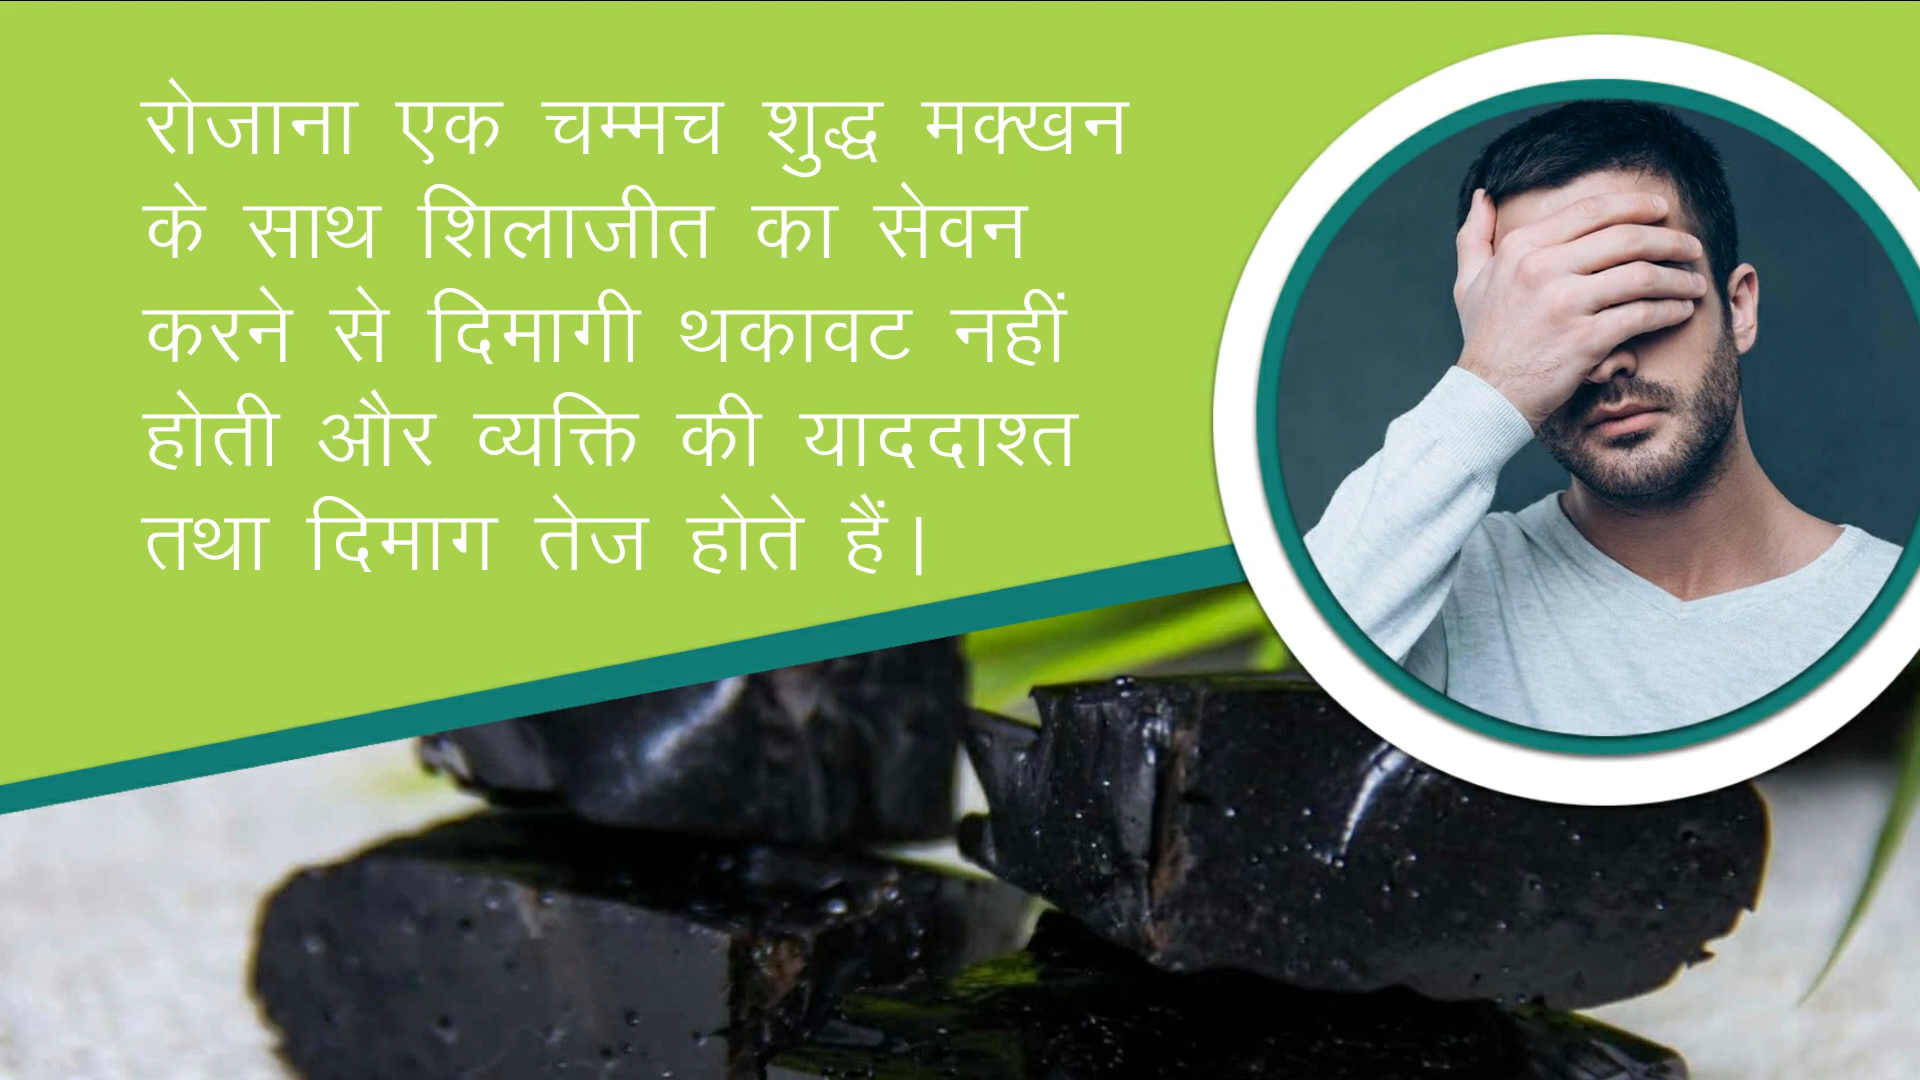 रोजाना एक चम्मच शुद्ध मक्खन
के साथ शिलाजीत का सेवन
करने से दिमागी थकावट नहीं
होती और व्यक्ति की याददाश्त
तथा दिमाग तेज होते हैं।